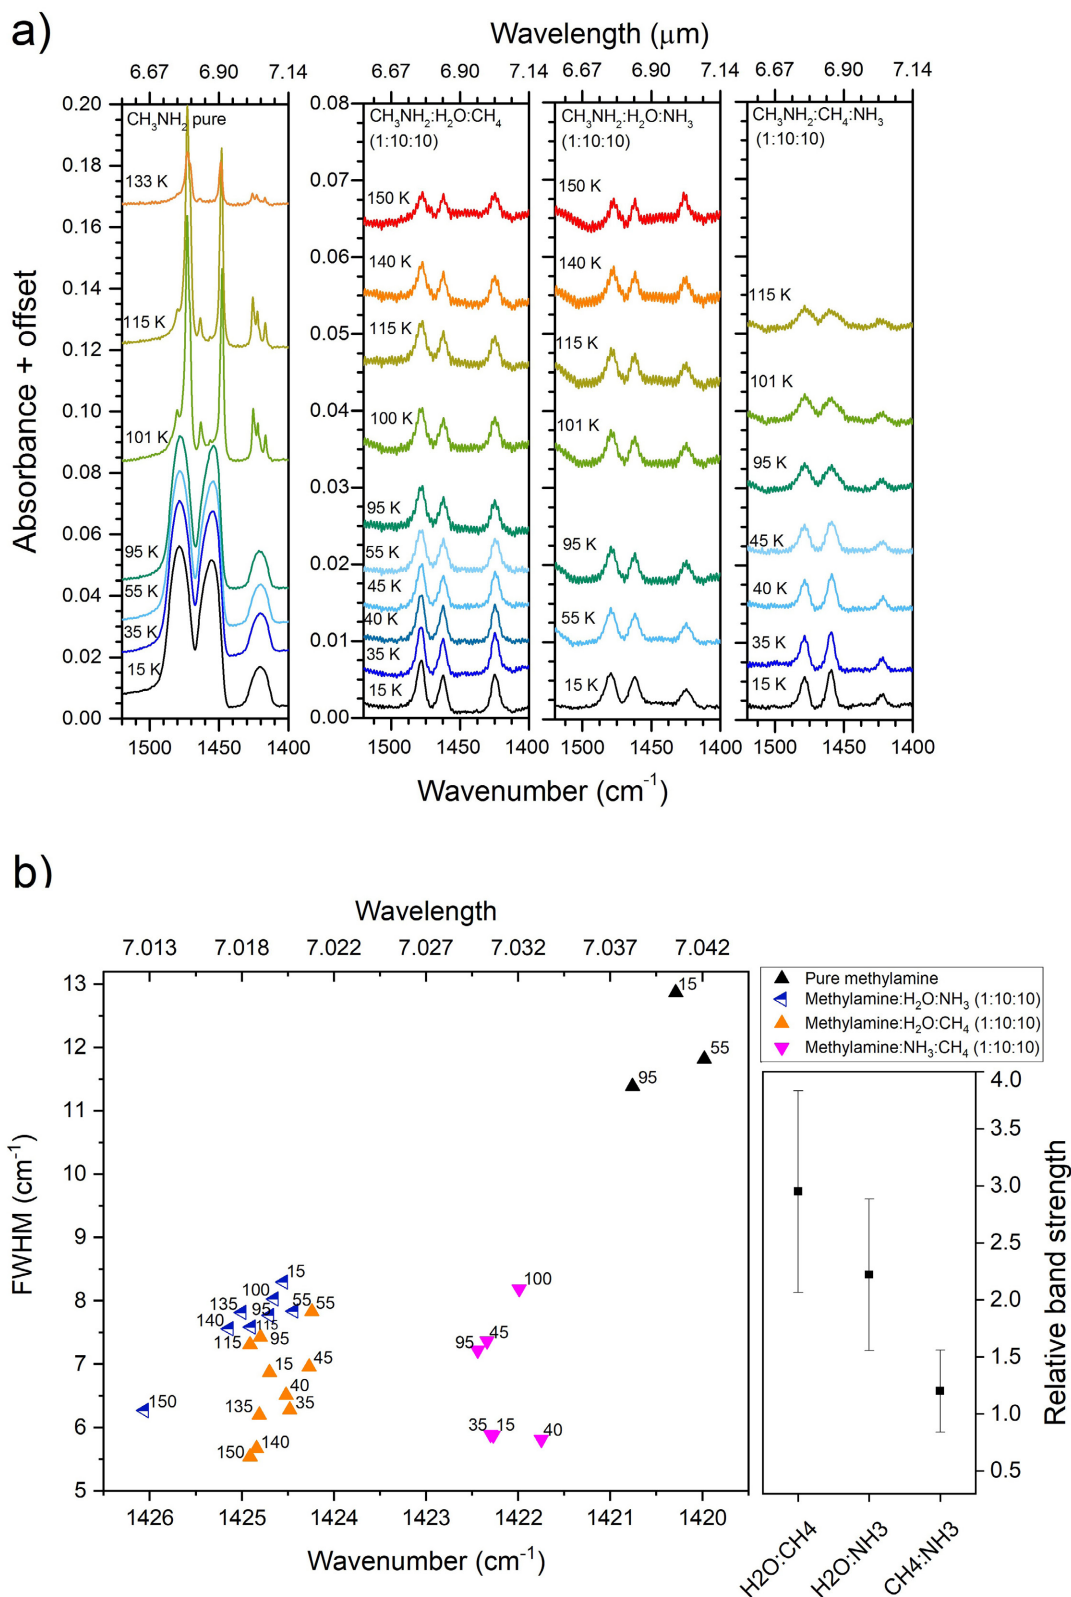 a)
Wavelength (μm)
6.67 6.90 7.14 6.67 6.90 7.14 6.67 6.90 7.14 6.67 6.90 7.14
Absorbance + offset
0.20
0.18
0.16
0.14
0.12
0.10
0.08
0.06
0.04
0.02
0.00
CH₃NH₂ pure
133 K
115 K
101 K
95 K
55 K
35 K
15 K
1500 1450 1400
0.08
0.07
0.06
0.05
0.04
0.03
0.02
0.01
0.00
CH₃NH₂:H₂O:CH₄
(1:10:10)
150 K
140 K
115 K
100 K
95 K
55 K
45 K
40 K
35 K
15 K
1500 1450 1400
CH₃NH₂:H₂O:NH₃
(1:10:10)
150 K
140 K
115 K
101 K
95 K
55 K
15 K
1500 1450 1400
CH₃NH₂:CH₄:NH₃
(1:10:10)
115 K
101 K
95 K
45 K
40 K
35 K
15 K
1500 1450 1400
Wavenumber (cm⁻¹)
b)
Wavelength
7.013 7.018 7.022 7.027 7.032 7.037 7.042
FWHM (cm⁻¹)
13
12
11
10
9
8
7
6
5
15
55
95
15
100
135
95
55
55
140
115
115
95
15
45
40
35
135
150
140
150
100
95
45
35
15
40
1426 1425 1424 1423 1422 1421 1420
Wavenumber (cm⁻¹)
Pure methylamine
Methylamine:H₂O:NH₃ (1:10:10)
Methylamine:H₂O:CH₄ (1:10:10)
Methylamine:NH₃:CH₄ (1:10:10)
4.0
3.5
3.0
2.5
2.0
1.5
1.0
0.5
Relative band strength
H2O:CH4
H2O:NH3
CH4:NH3